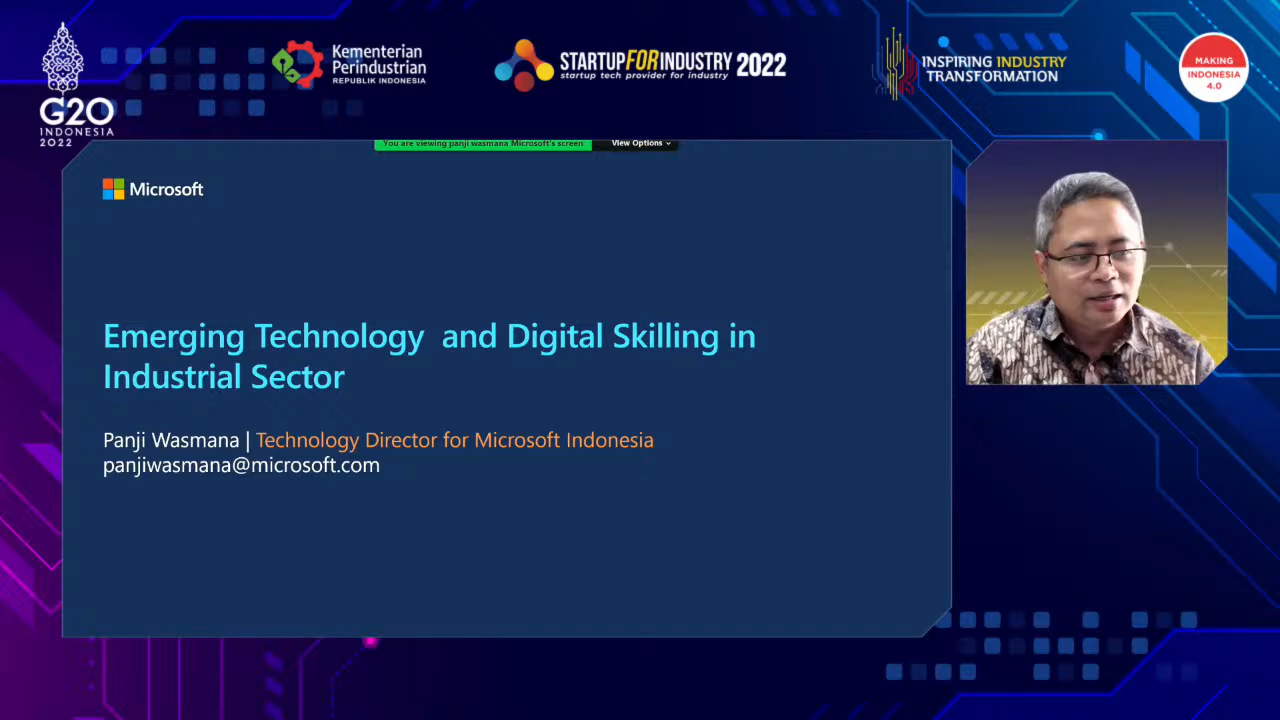 G20
INDONESIA
2022
Kementerian
Perindustrian
REPUBLIK INDONESIA
STARTUPFORINDUSTRY 2022
startup tech provider for industry
INSPIRING INDUSTRY
TRANSFORMATION
MAKING
INDONESIA
4.0
You are viewing panji wasmana Microsoft's screen
View Options
Microsoft
Emerging Technology and Digital Skilling in
Industrial Sector
Panji Wasmana | Technology Director for Microsoft Indonesia
panjiwasmana@microsoft.com